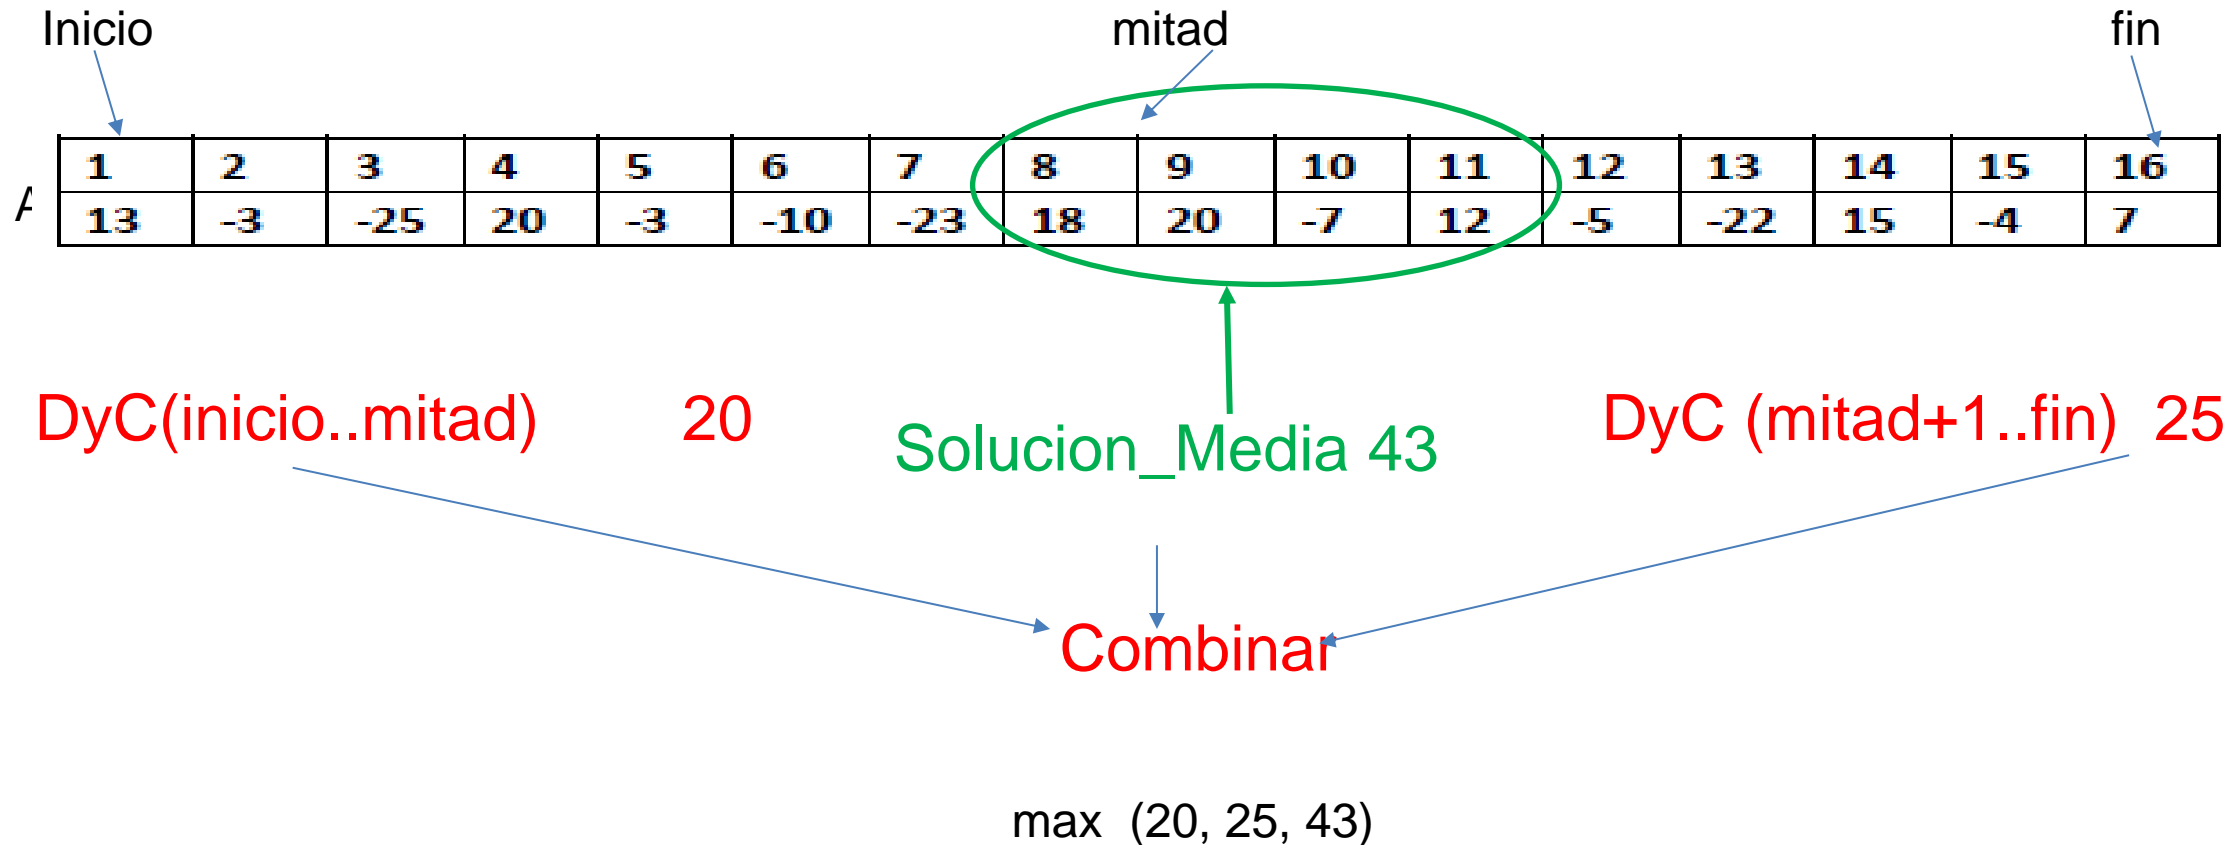 Inicio mitad fin
1 2 3 4 5 6 7 8 9 10 11 12 13 14 15 16
13 -3 -25 20 -3 -10 -23 18 20 -7 12 -5 -22 15 -4 7
DyC(inicio..mitad) 20 Solucion_Media 43 DyC (mitad+1..fin) 25
Combinar
max (20, 25, 43)